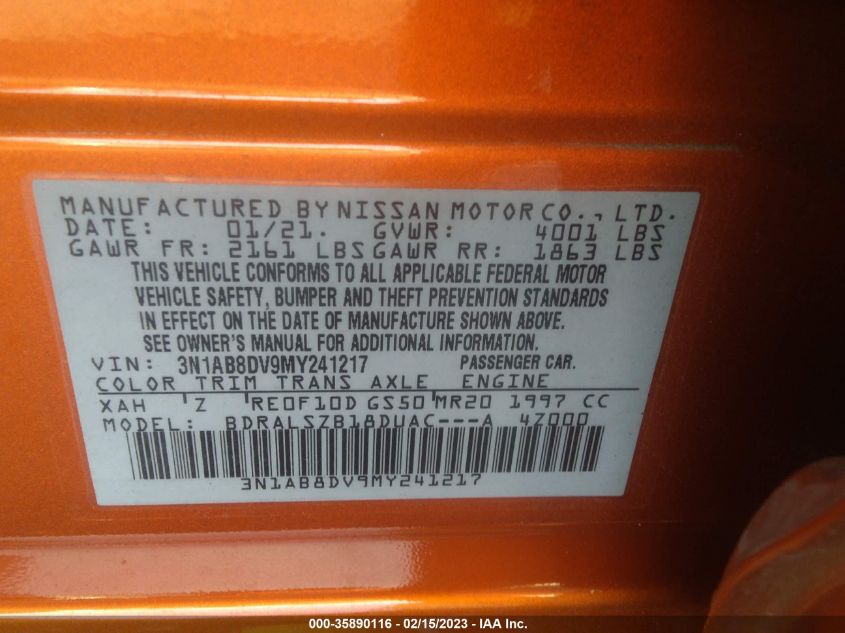 MANUFACTURED BY NISSAN MOTOR CO., LTD.
DATE: 01/21. GVWR: 4001 LBS
GAWR FR: 2161 LBS GAWR RR: 1863 LBS
THIS VEHICLE CONFORMS TO ALL APPLICABLE FEDERAL MOTOR
VEHICLE SAFETY, BUMPER AND THEFT PREVENTION STANDARDS
IN EFFECT ON THE DATE OF MANUFACTURE SHOWN ABOVE.
SEE OWNER'S MANUAL FOR ADDITIONAL INFORMATION.
VIN: 3N1AB8DV9MY241217 PASSENGER CAR.
COLOR TRIM TRANS AXLE ENGINE
XAH Z RE0F10D GS50 MR20 1997 CC
MODEL: BDRALSZB18DUAC---A 4Z000
3N1AB8DV9MY241217
000-35890116 - 02/15/2023 - IAA Inc.